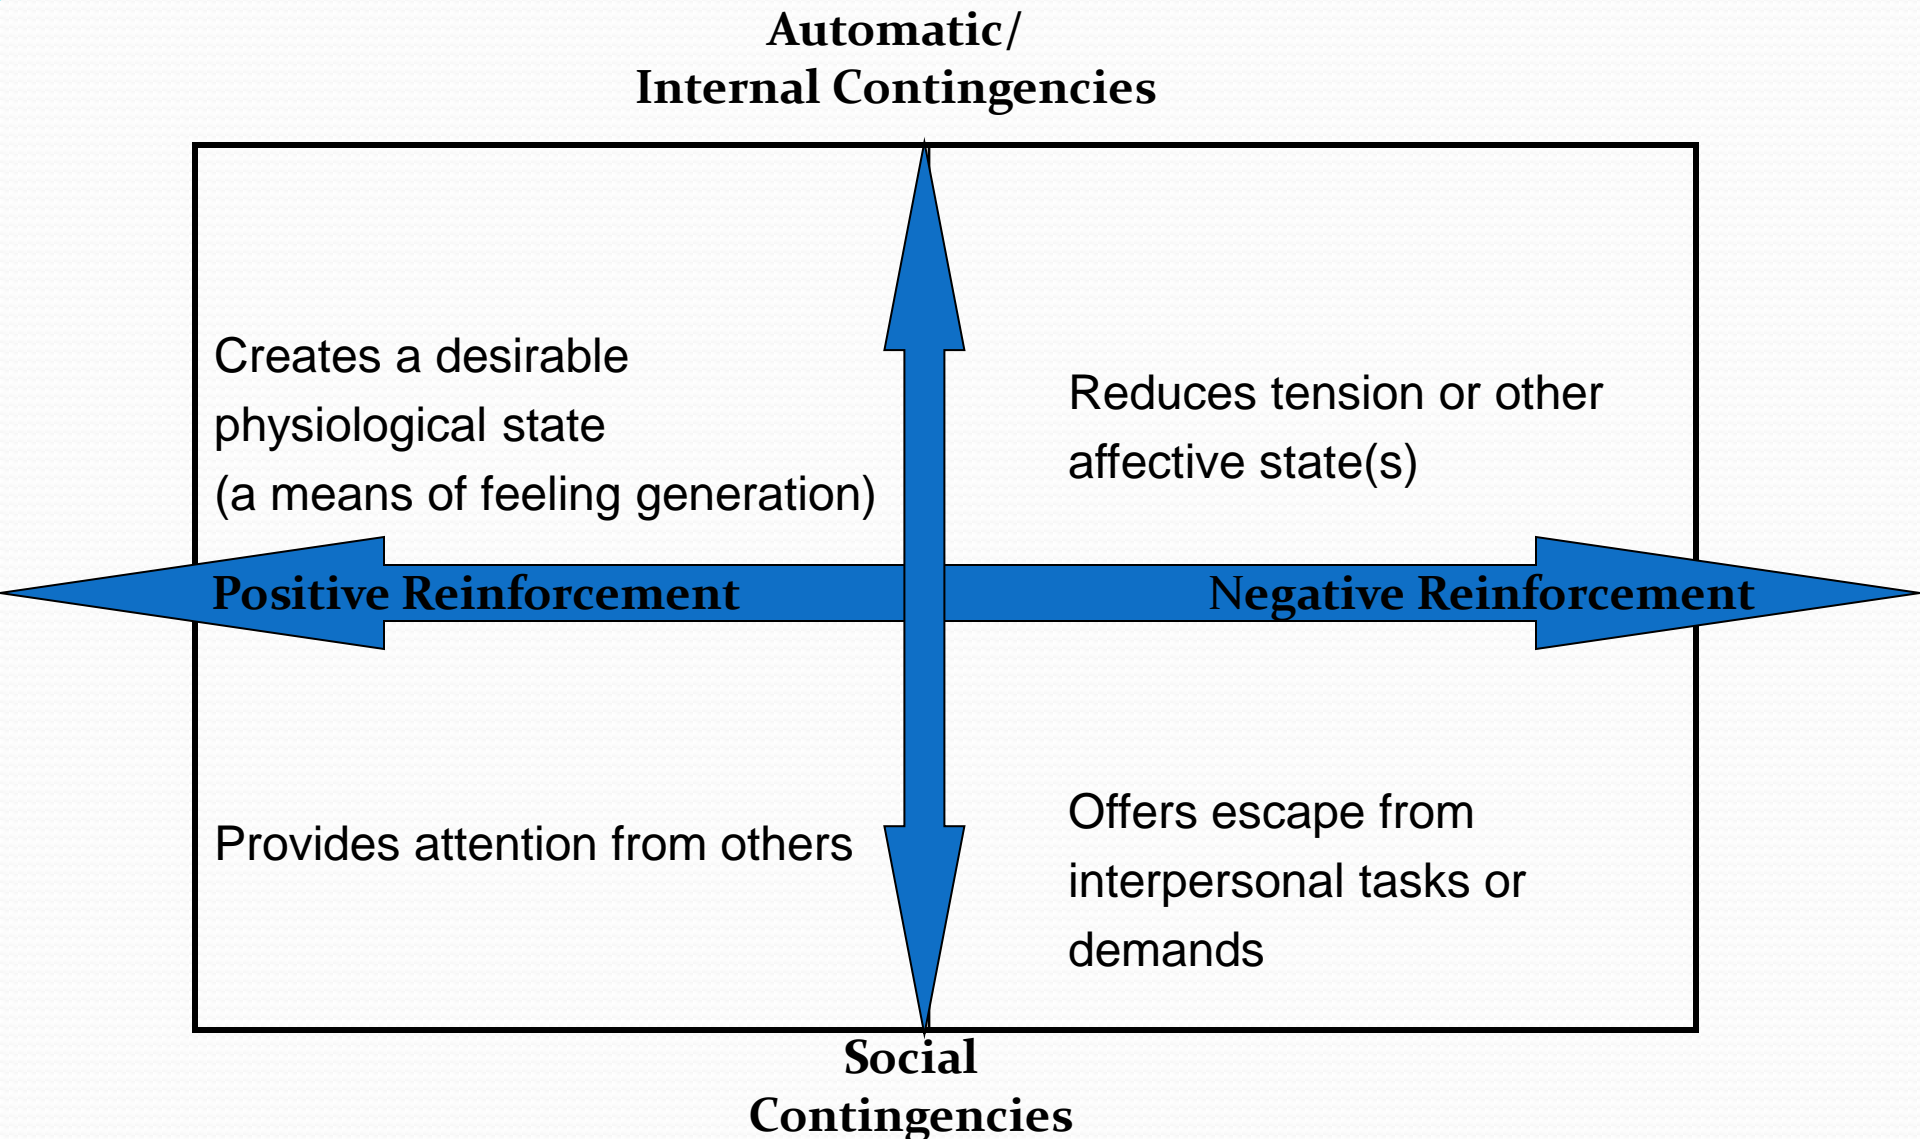 Automatic/
Internal Contingencies
Creates a desirable
physiological state
(a means of feeling generation)
Reduces tension or other
affective state(s)
Positive Reinforcement
Negative Reinforcement
Provides attention from others
Offers escape from
interpersonal tasks or
demands
Social
Contingencies